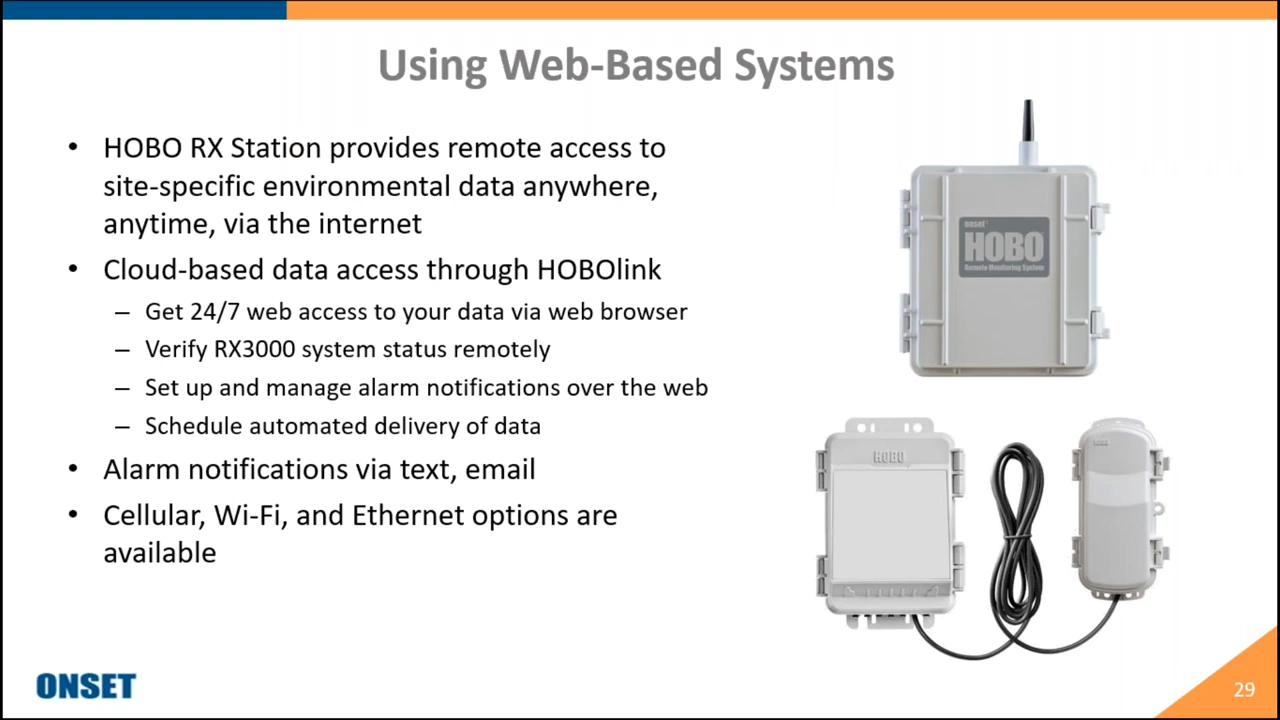 Using Web-Based Systems
• HOBO RX Station provides remote access to
site-specific environmental data anywhere,
anytime, via the internet
• Cloud-based data access through HOBOlink
– Get 24/7 web access to your data via web browser
– Verify RX3000 system status remotely
– Set up and manage alarm notifications over the web
– Schedule automated delivery of data
• Alarm notifications via text, email
• Cellular, Wi-Fi, and Ethernet options are
available
onset
HOBO
Remote Monitoring System
HOBO
ONSET
29